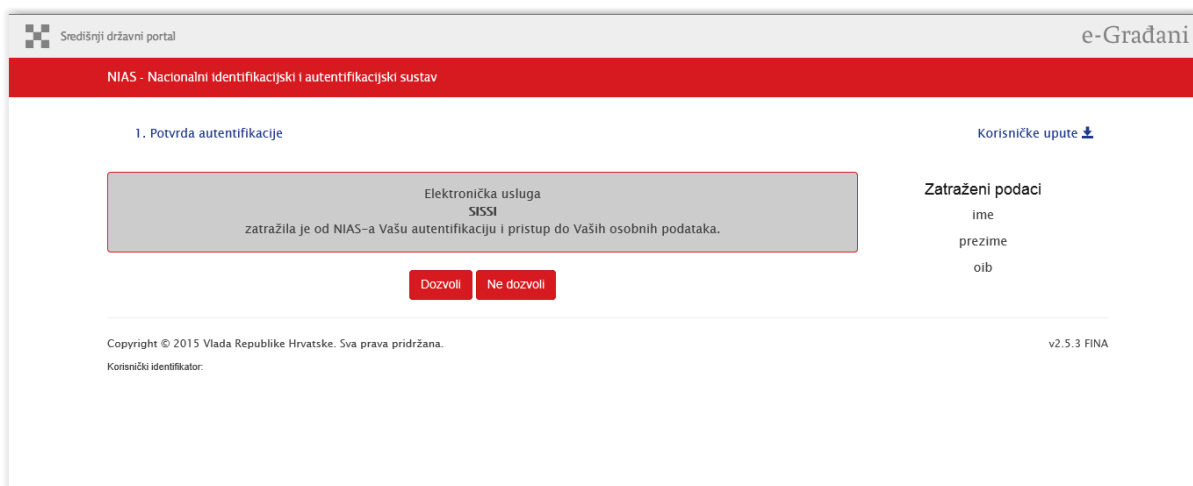 Središnji državni portal
e-Građani
NIAS - Nacionalni identifikacijski i autentifikacijski sustav
1. Potvrda autentifikacije
Korisničke upute
Elektronička usluga
SISSI
zatražila je od NIAS-a Vašu autentifikaciju i pristup do Vaših osobnih podataka.
Dozvoli
Ne dozvoli
Zatraženi podaci
ime
prezime
oib
Copyright © 2015 Vlada Republike Hrvatske. Sva prava pridržana.
v2.5.3 FINA
Korisnički identifikator: